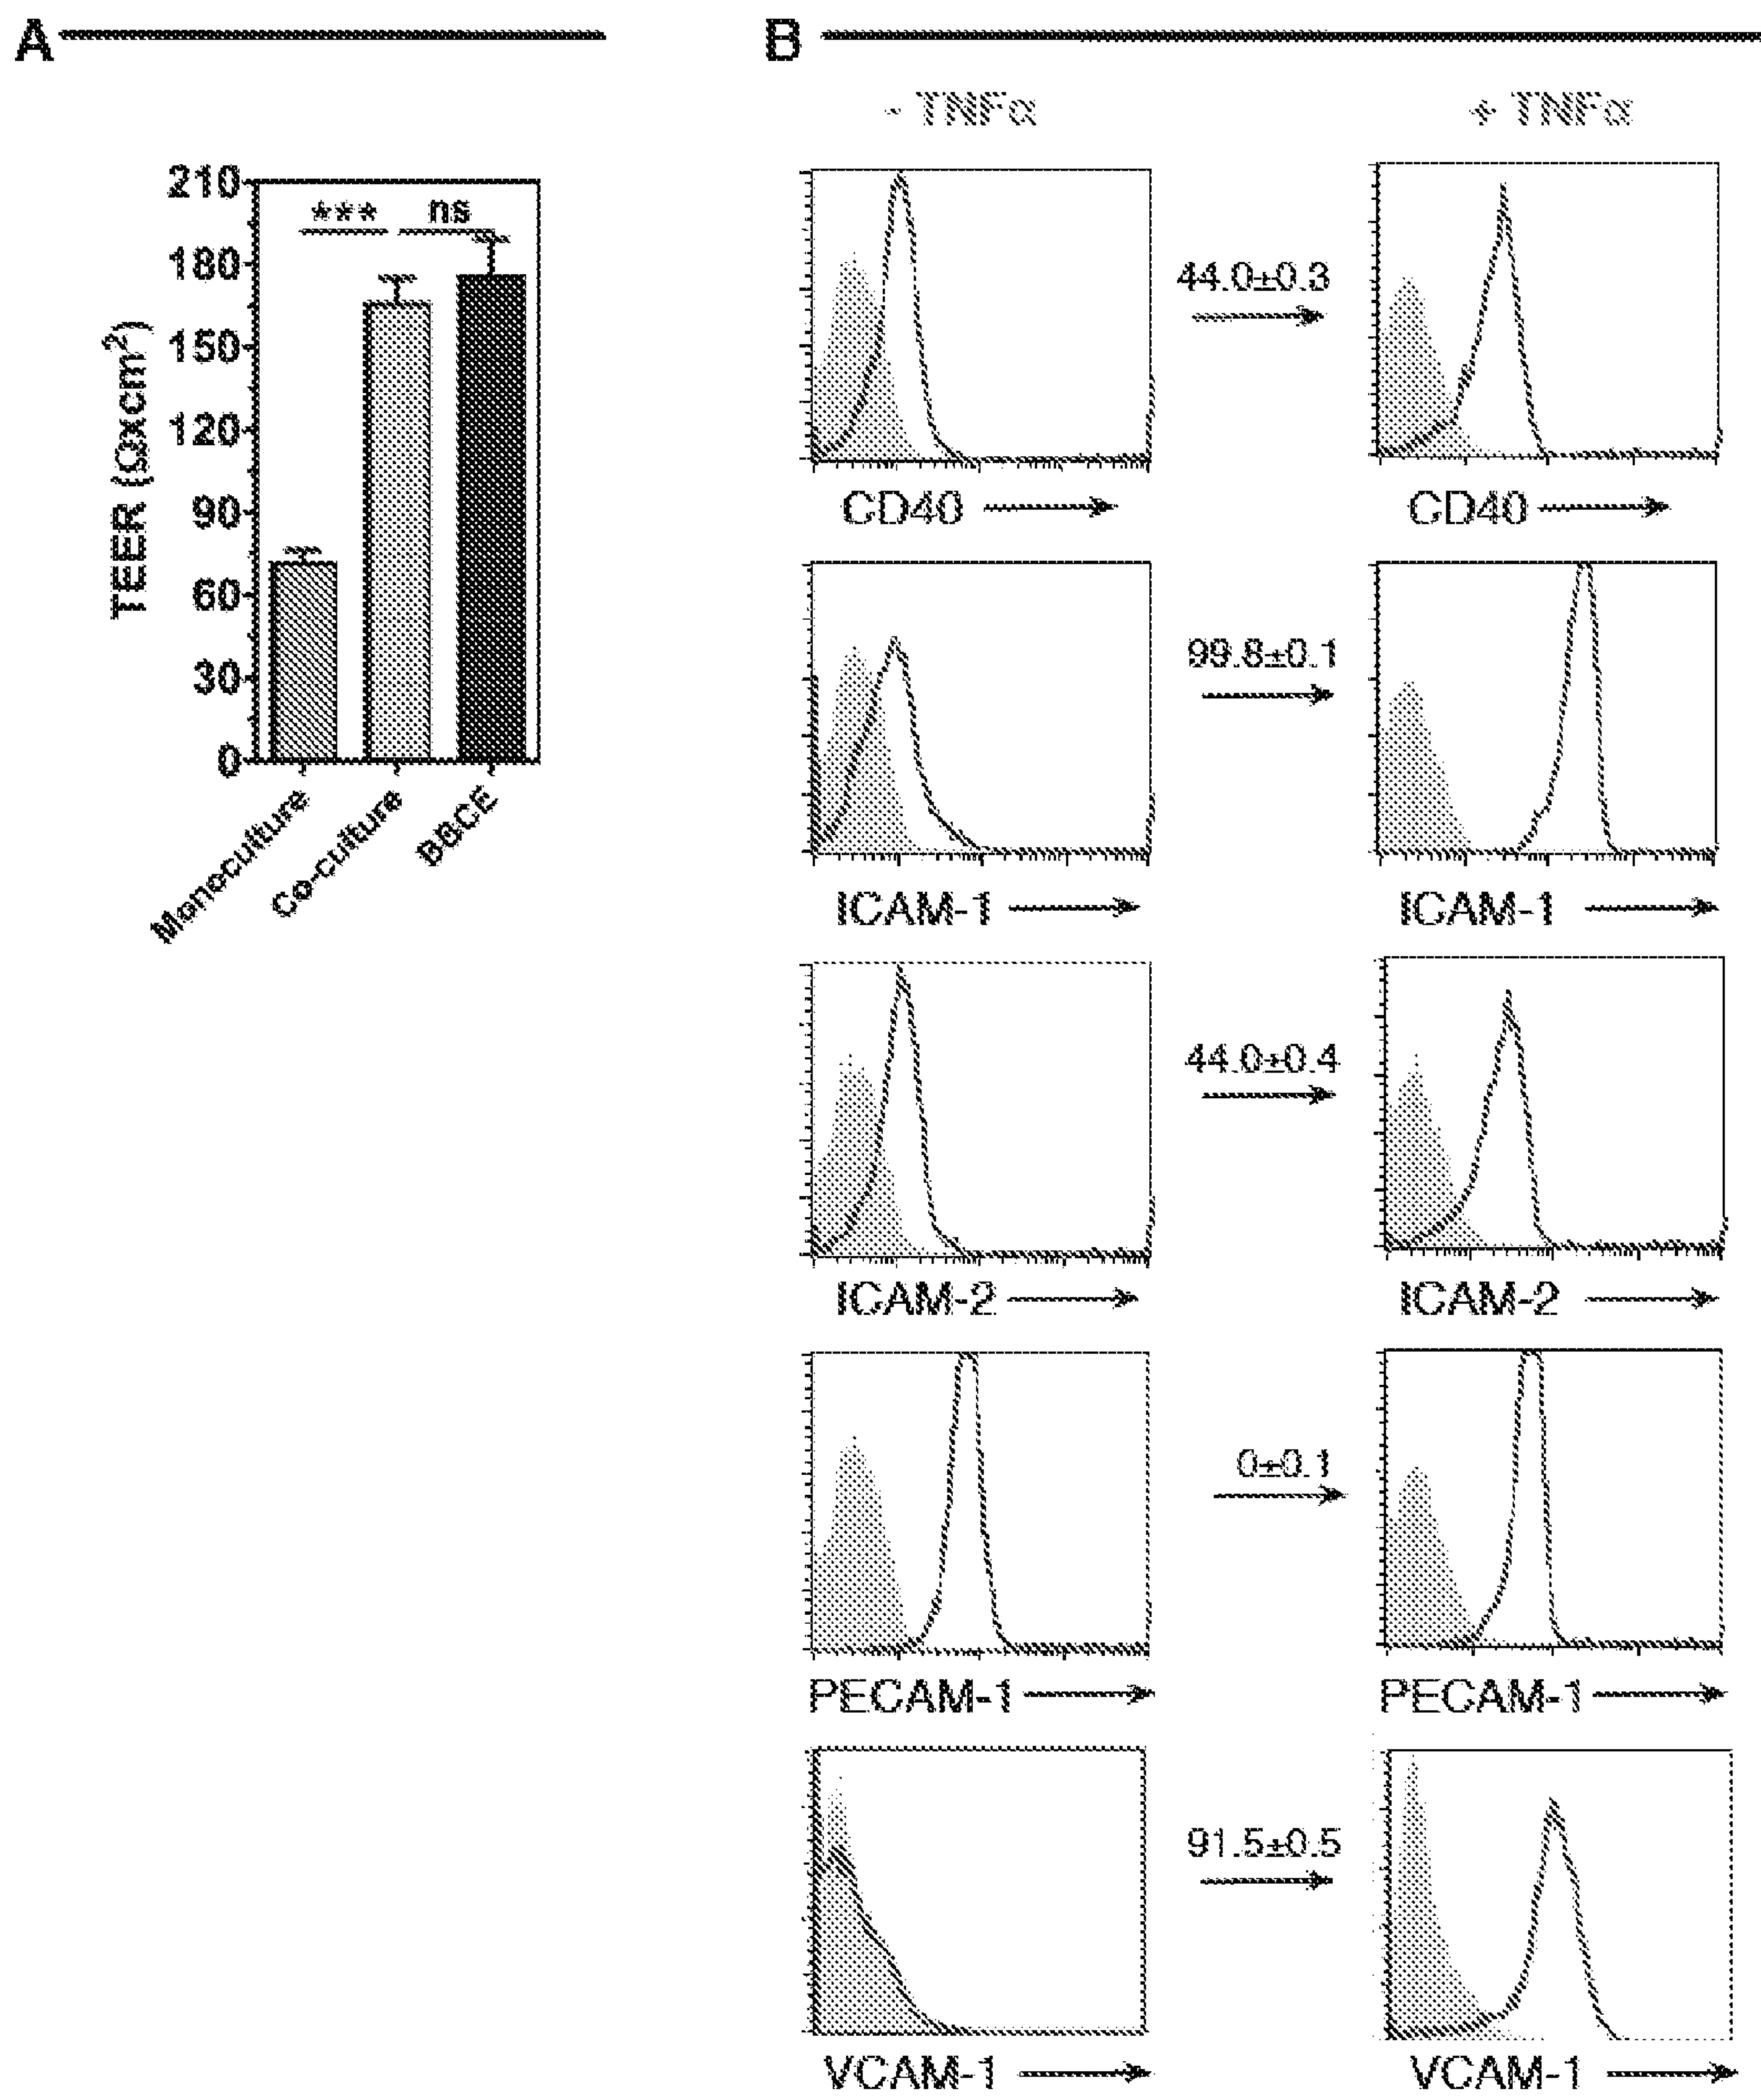 A
B
- TNFα
+ TNFα
210
180
150
120
90
60
30
0
TEER (Ωxcm²)
***
ns
Monoculture
Co-culture
BBCE
44.0±0.3
CD40
CD40
99.8±0.1
ICAM-1
ICAM-1
44.0±0.4
ICAM-2
ICAM-2
0±0.1
PECAM-1
PECAM-1
91.5±0.5
VCAM-1
VCAM-1